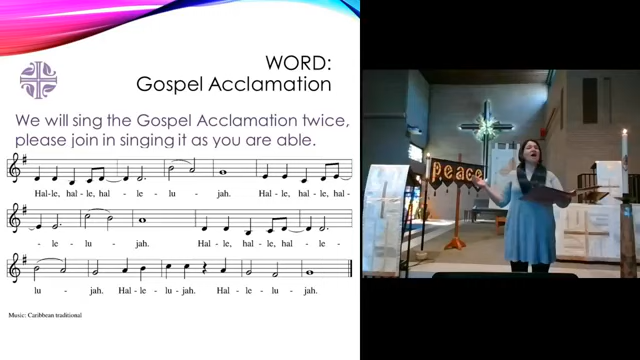 WORD:
Gospel Acclamation
We will sing the Gospel Acclamation twice,
please join in singing it as you are able.
Hal-le, hal-le, hal - le - lu - jah. Hal-le, hal-le, hal-
- le - lu - jah. Hal-le, hal-le, hal - le -
lu - jah. Hal-le-lu-jah. Hal-le-lu-jah.
Music: Caribbean traditional
peace